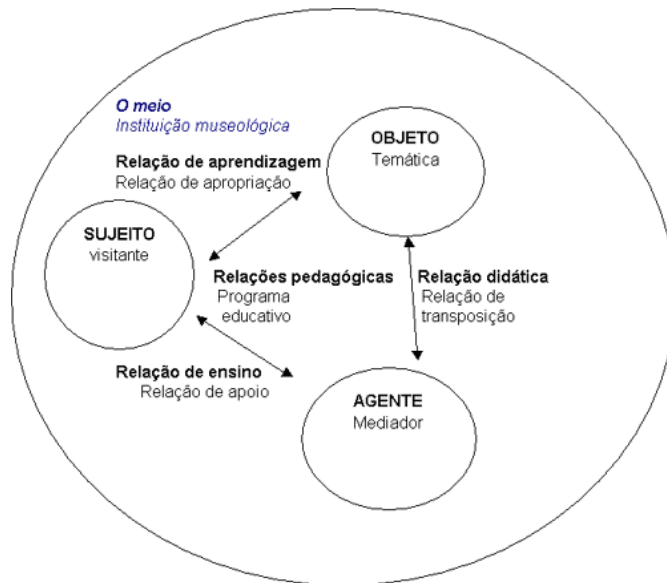 O meio
Instituição museológica
OBJETO
Temática
Relação de aprendizagem
Relação de apropriação
SUJEITO
visitante
Relações pedagógicas
Programa
educativo
Relação didática
Relação de
transposição
Relação de ensino
Relação de apoio
AGENTE
Mediador